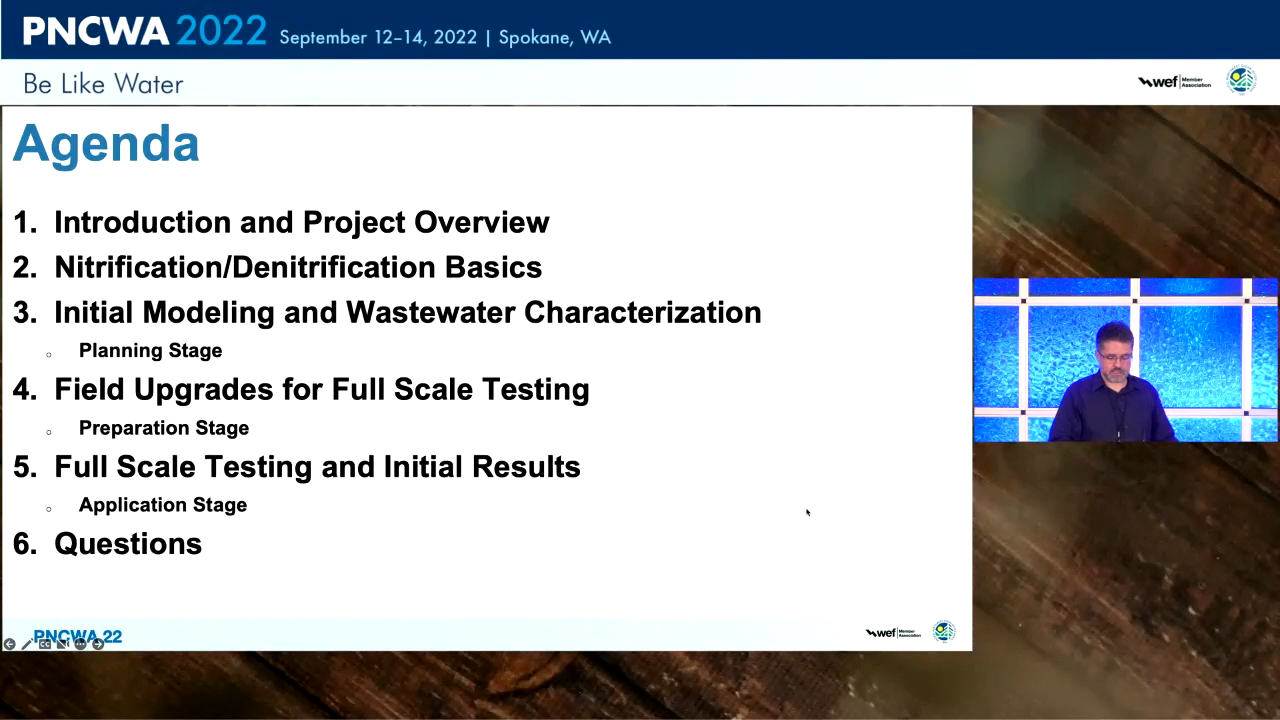 PNCWA 2022 September 12–14, 2022 | Spokane, WA
Be Like Water
wef Member Association
Agenda
1. Introduction and Project Overview
2. Nitrification/Denitrification Basics
3. Initial Modeling and Wastewater Characterization
Planning Stage
4. Field Upgrades for Full Scale Testing
Preparation Stage
5. Full Scale Testing and Initial Results
Application Stage
6. Questions
PNCWA 22
wef Member Association